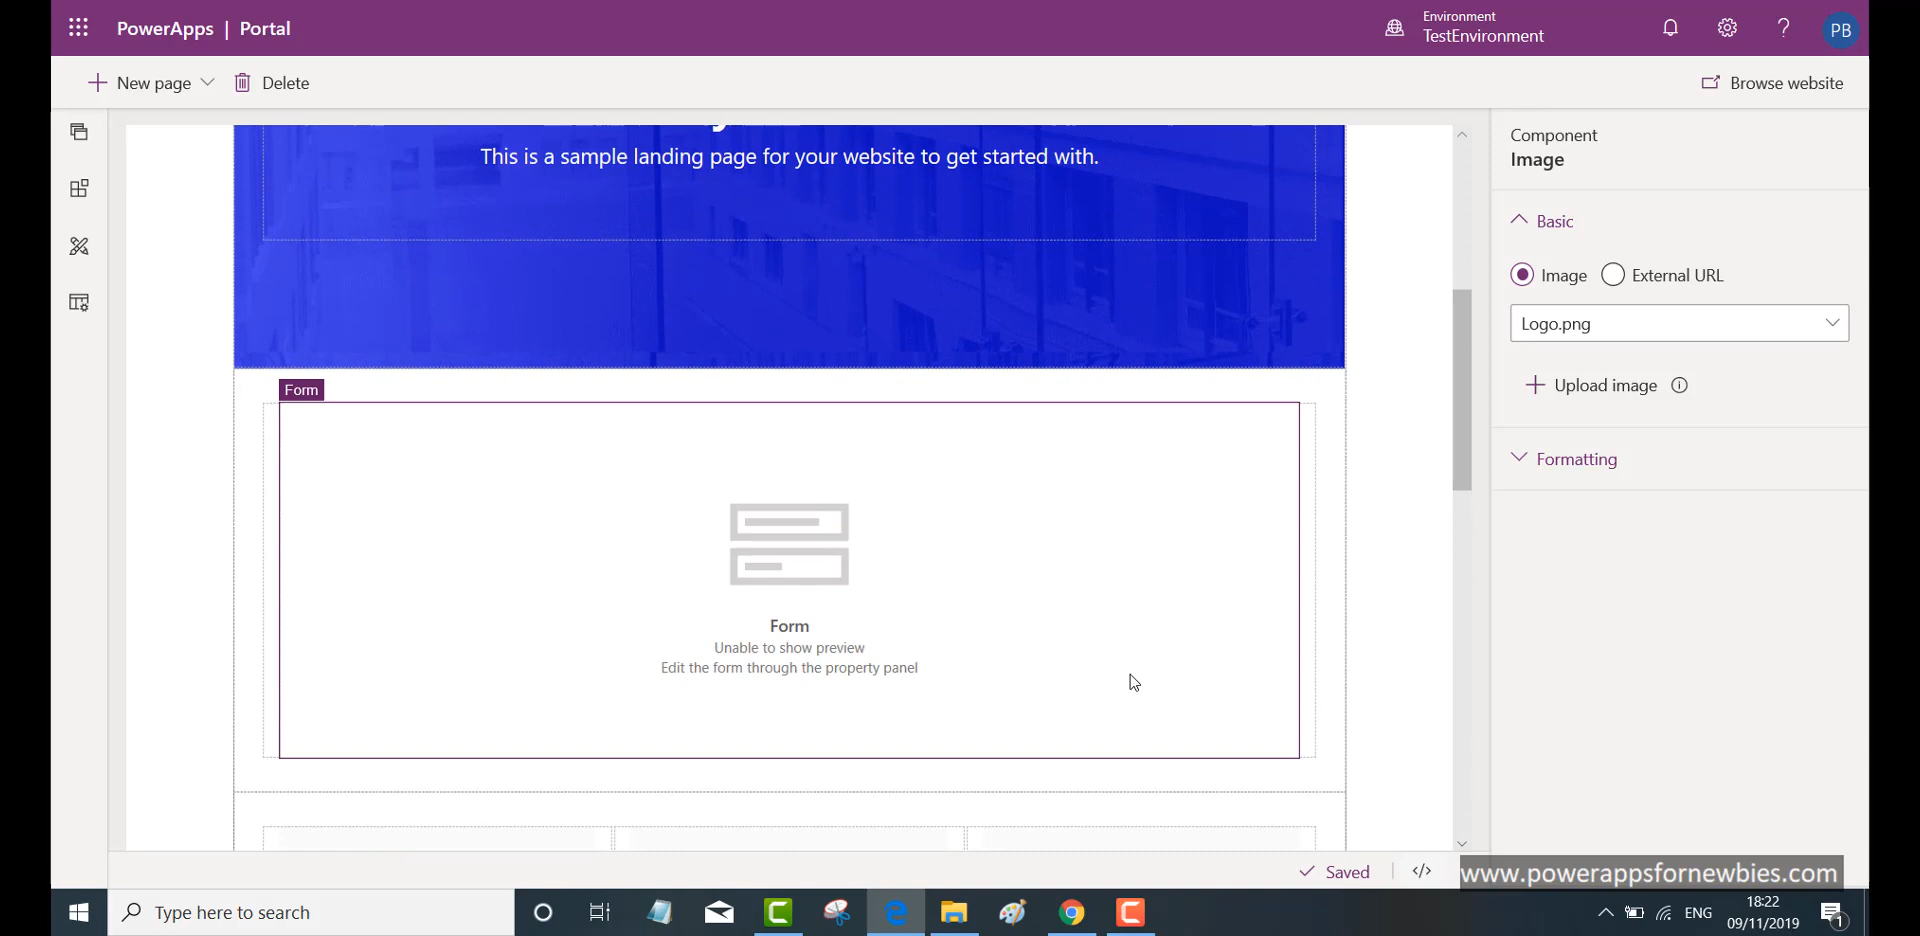 PowerApps | Portal
Environment
TestEnvironment
PB
New page
Delete
Browse website
This is a sample landing page for your website to get started with.
Component
Image
Basic
Image
External URL
Logo.png
Upload image
Formatting
Form
Form
Unable to show preview
Edit the form through the property panel
Saved
</>
www.powerappsfornewbies.com
Type here to search
ENG
18:22
09/11/2019
1